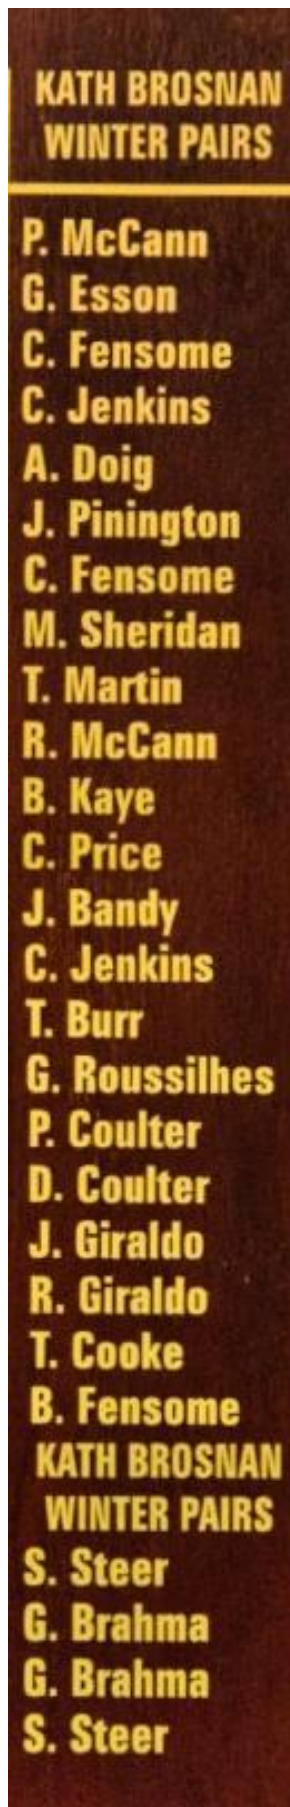 KATH BROSNAN
WINTER PAIRS
P. McCann
G. Esson
C. Fensome
C. Jenkins
A. Doig
J. Pinington
C. Fensome
M. Sheridan
T. Martin
R. McCann
B. Kaye
C. Price
J. Bandy
C. Jenkins
T. Burr
G. Roussilhes
P. Coulter
D. Coulter
J. Giraldo
R. Giraldo
T. Cooke
B. Fensome
KATH BROSNAN
WINTER PAIRS
S. Steer
G. Brahma
G. Brahma
S. Steer